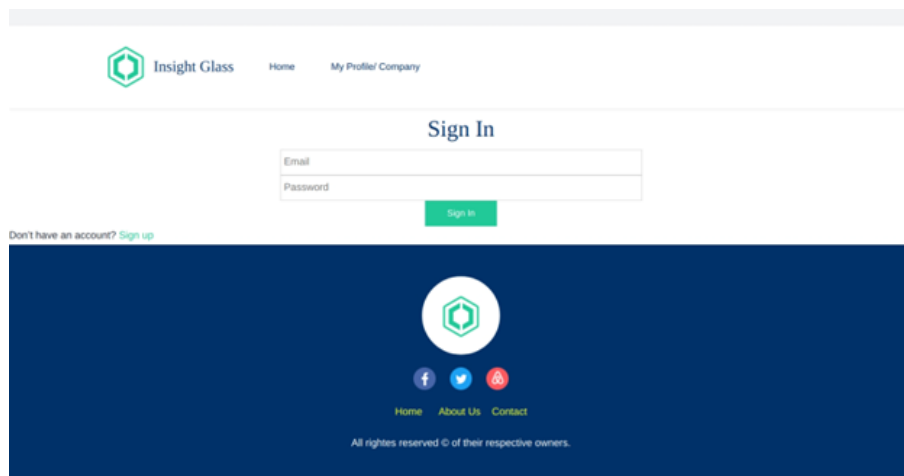 Insight Glass Home My Profile/ Company
Sign In
Email
Password
Sign In
Don't have an account? Sign up
Home About Us Contact
All rightes reserved © of their respective owners.